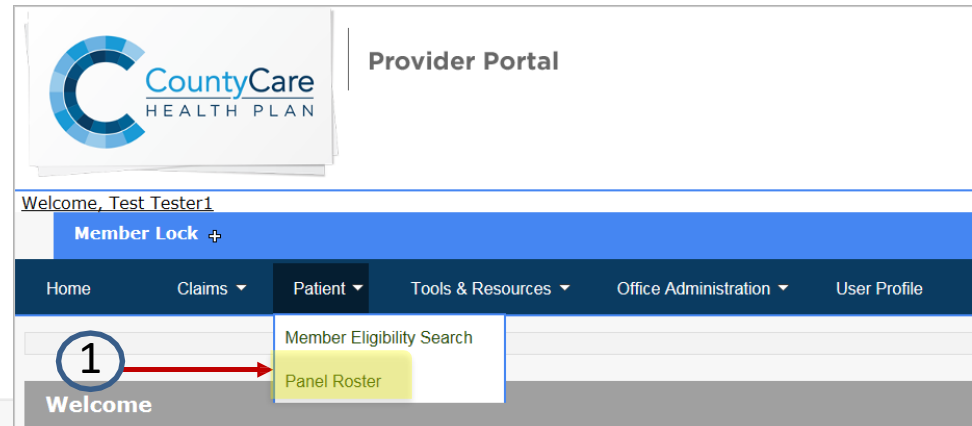 CountyCare
HEALTH PLAN
Provider Portal
Welcome, Test Tester1
Member Lock
Home Claims Patient Tools & Resources Office Administration User Profile
Member Eligibility Search
1
Panel Roster
Welcome